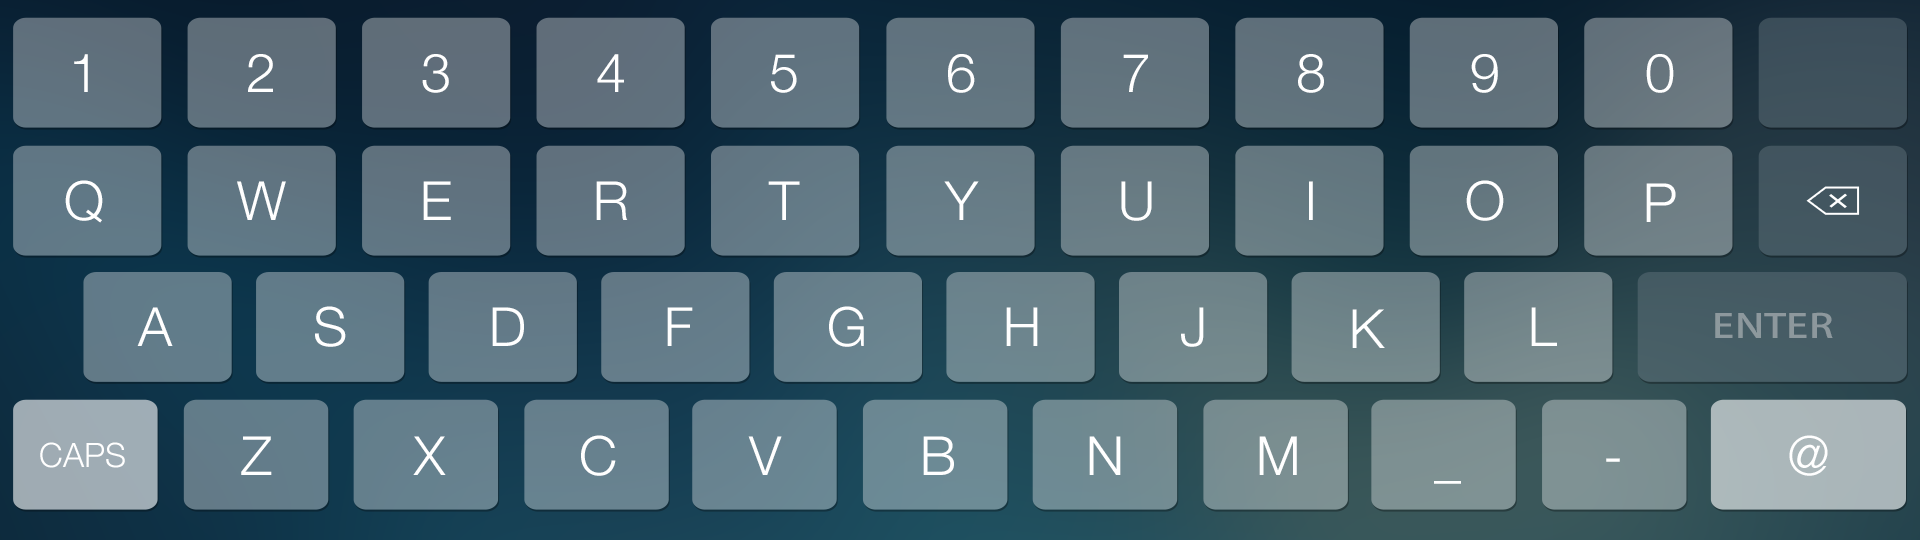 1 2 3 4 5 6 7 8 9 0
Q W E R T Y U I O P
A S D F G H J K L ENTER
CAPS Z X C V B N M _ - @